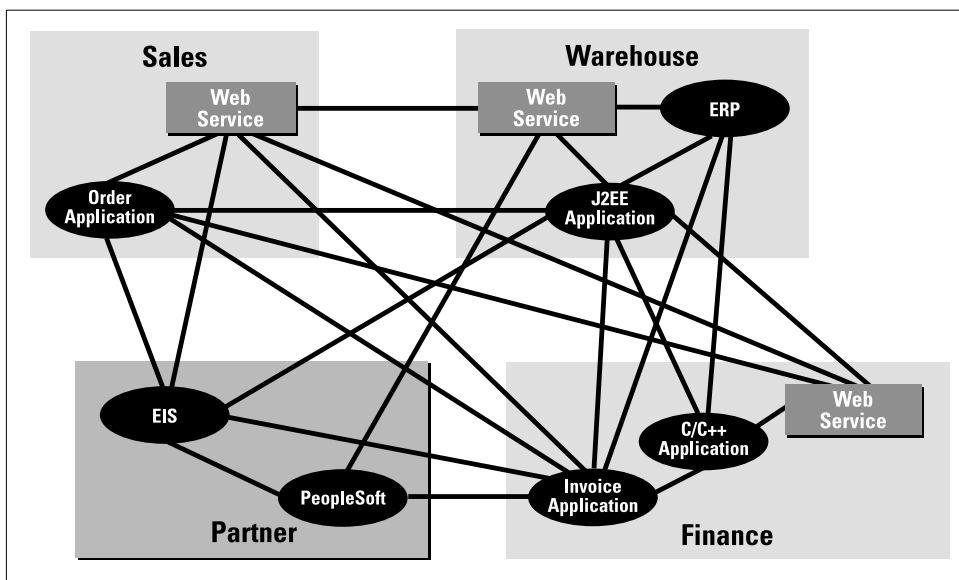 Sales
Web
Service
Order
Application
Warehouse
Web
Service
ERP
J2EE
Application
EIS
PeopleSoft
Partner
Web
Service
C/C++
Application
Invoice
Application
Finance